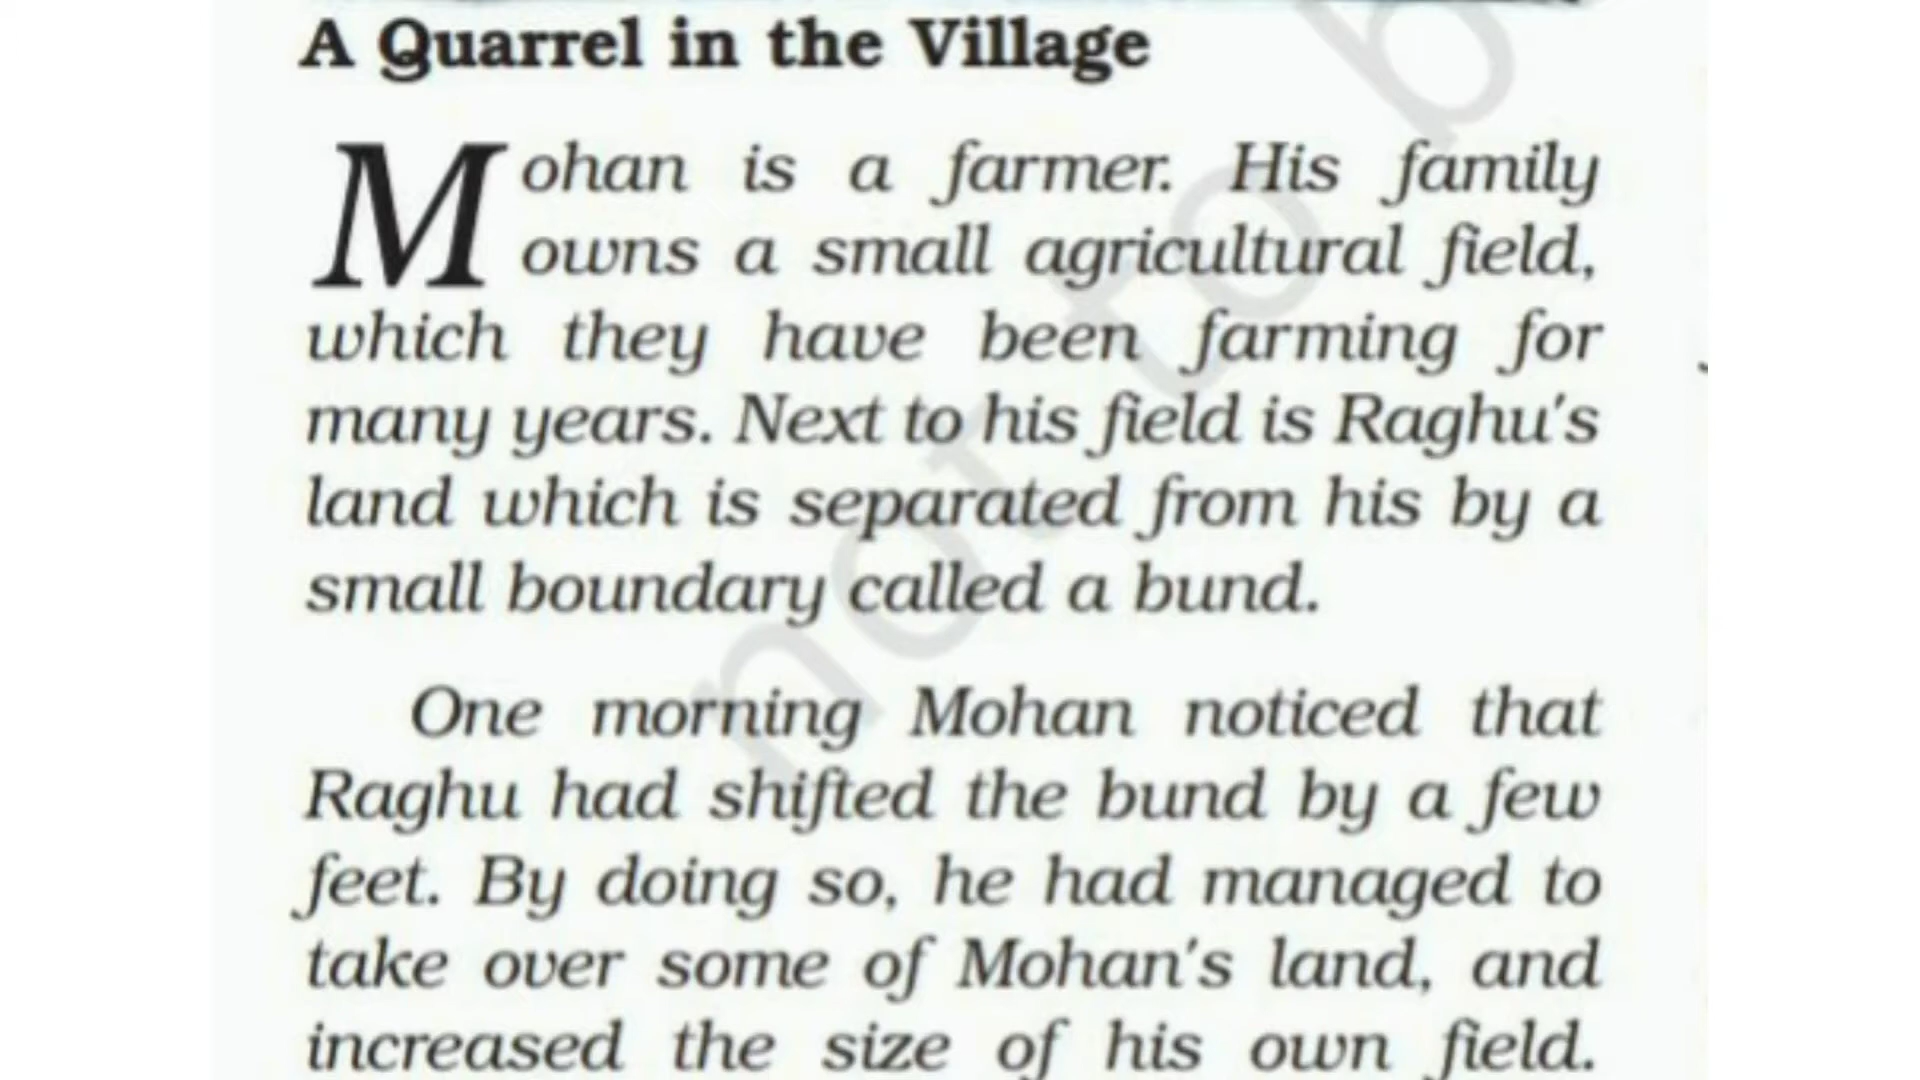 A Quarrel in the Village
Mohan is a farmer. His family
owns a small agricultural field,
which they have been farming for
many years. Next to his field is Raghu's
land which is separated from his by a
small boundary called a bund.
One morning Mohan noticed that
Raghu had shifted the bund by a few
feet. By doing so, he had managed to
take over some of Mohan's land, and
increased the size of his own field.
not to b